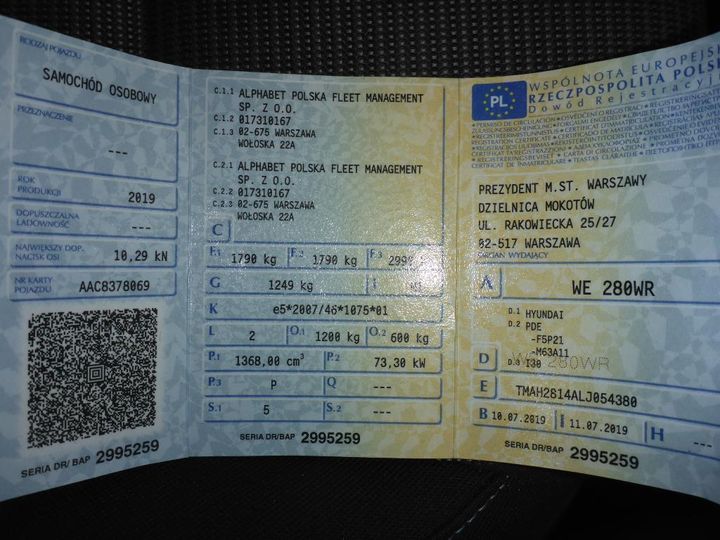 RODZAJ POJAZDU
SAMOCHÓD OSOBOWY
PRZEZNACZENIE
---
ROK PRODUKCJI
2019
DOPUSZCZALNA ŁADOWNOŚĆ
---
NAJWIĘKSZY DOP. NACISK OSI
10,29 kN
NR KARTY POJAZDU
AAC8378069
SERIA DR/BAP 2995259
C.1.1 ALPHABET POLSKA FLEET MANAGEMENT
SP. Z O.O.
C.1.2 017310167
C.1.3 02-675 WARSZAWA
WOŁOSKA 22A
C.2.1 ALPHABET POLSKA FLEET MANAGEMENT
SP. Z O.O.
C.2.2 017310167
C.2.3 02-675 WARSZAWA
WOŁOSKA 22A
C
F.1 1790 kg F.2 1790 kg F.3
G 1249 kg J
K e5*2007/46*1075*01
L 2 O.1 1200 kg O.2 600 kg
P.1 1368,00 cm³ P.2 73,30 kW
P.3 P Q ---
S.1 5 S.2 ---
SERIA DR/BAP 2995259
PL
WSPÓLNOTA EUROPEJSKA
RZECZPOSPOLITA POLSKA
Dowód Rejestracyjny
PREZYDENT M.ST. WARSZAWY
DZIELNICA MOKOTÓW
UL. RAKOWIECKA 25/27
02-517 WARSZAWA
ORGAN WYDAJĄCY
A WE 280WR
D.1 HYUNDAI
D.2 PDE
-F5P21
-M63A11
D D.3 I30
WE 280WR
E TMAH2814ALJ054380
B 10.07.2019 I 11.07.2019 H ---
SERIA DR/BAP 2995259